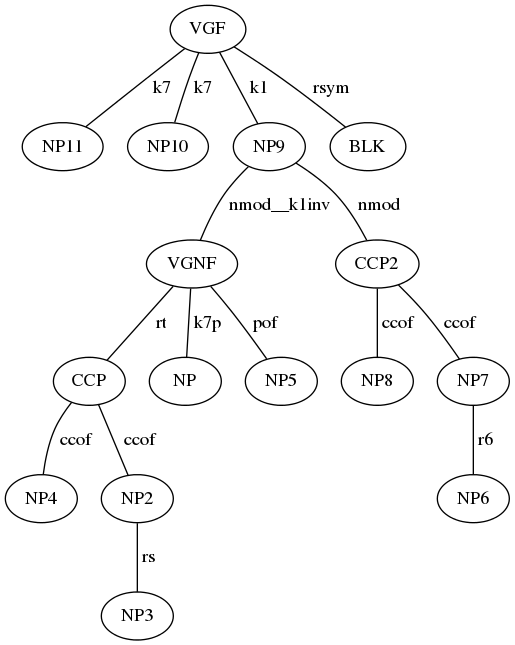 VGF
k7 k7 k1 rsym
NP11 NP10 NP9 BLK
nmod__k1inv nmod
VGNF CCP2
rt k7p pof ccof ccof
CCP NP NP5 NP8 NP7
ccof ccof r6
NP4 NP2 NP6
rs
NP3